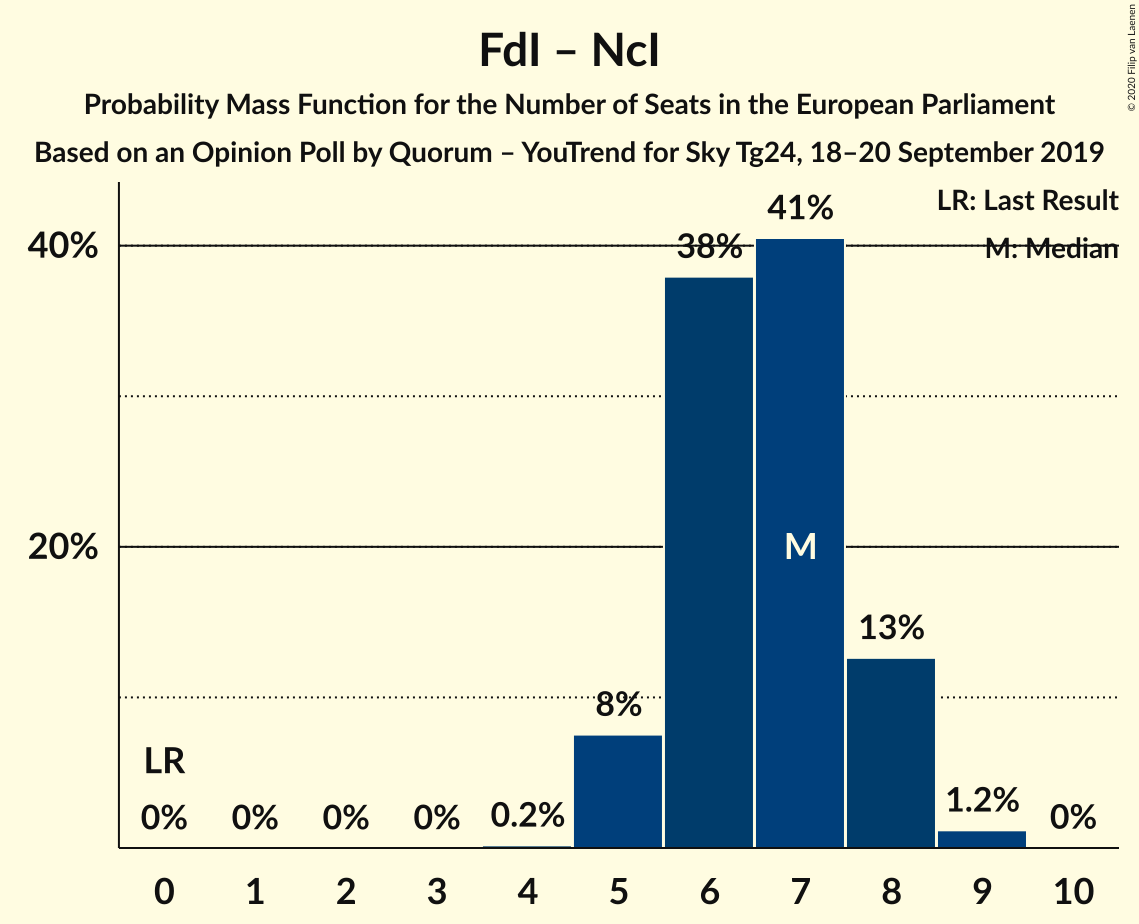 FdI – NcI
Probability Mass Function for the Number of Seats in the European Parliament
Based on an Opinion Poll by Quorum – YouTrend for Sky Tg24, 18–20 September 2019
© 2020 Filip van Laenen
LR: Last Result
M: Median
40%
20%
LR
0%
0%
0%
0%
0.2%
8%
38%
41%
M
13%
1.2%
0%
0 1 2 3 4 5 6 7 8 9 10